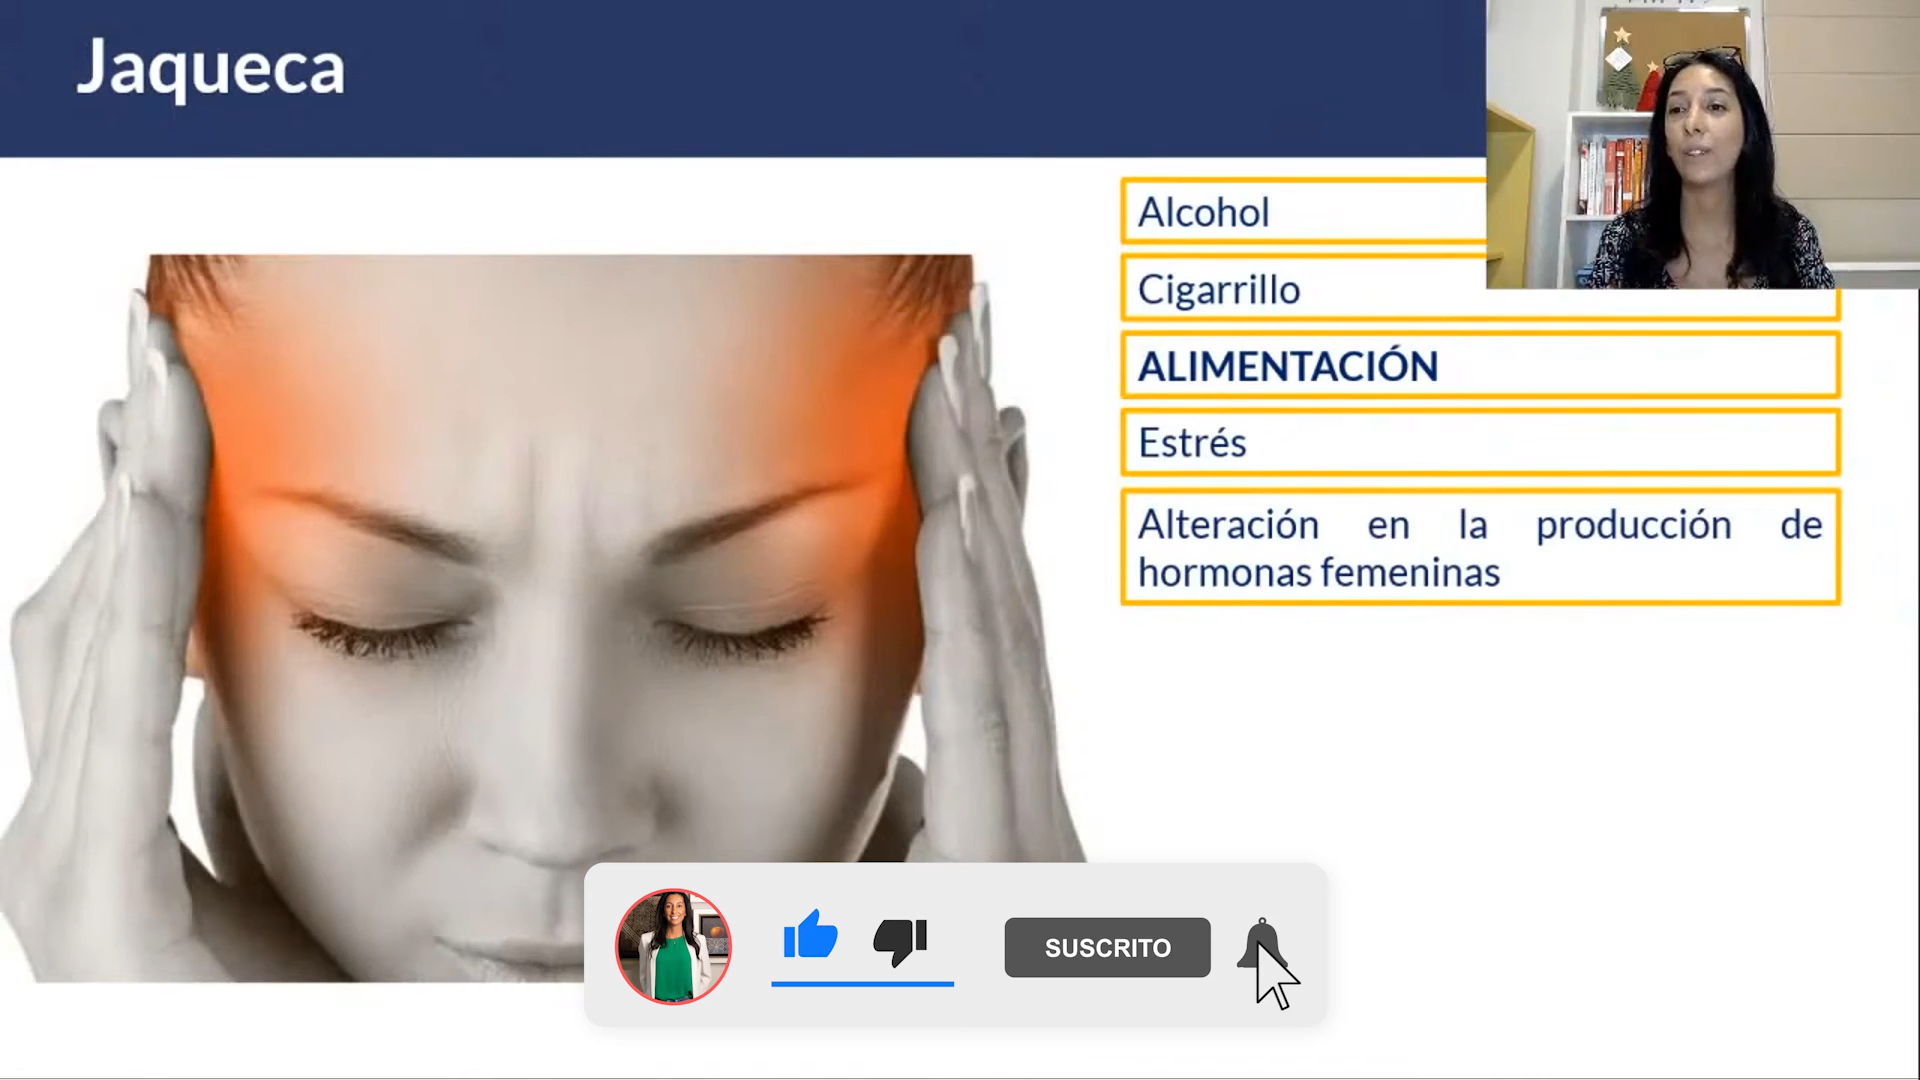 Jaqueca
Alcohol
Cigarrillo
ALIMENTACIÓN
Estrés
Alteración en la producción de
hormonas femeninas
SUSCRITO